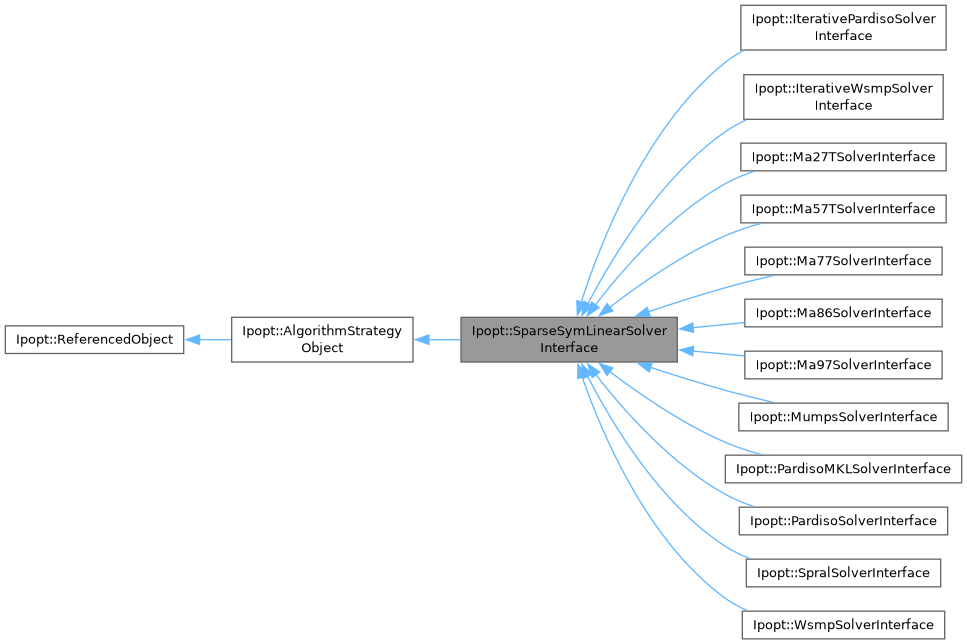 Ipopt::ReferencedObject
Ipopt::AlgorithmStrategy
Object
Ipopt::SparseSymLinearSolver
Interface
Ipopt::IterativePardisoSolver
Interface
Ipopt::IterativeWsmpSolver
Interface
Ipopt::Ma27TSolverInterface
Ipopt::Ma57TSolverInterface
Ipopt::Ma77SolverInterface
Ipopt::Ma86SolverInterface
Ipopt::Ma97SolverInterface
Ipopt::MumpsSolverInterface
Ipopt::PardisoMKLSolverInterface
Ipopt::PardisoSolverInterface
Ipopt::SpralSolverInterface
Ipopt::WsmpSolverInterface